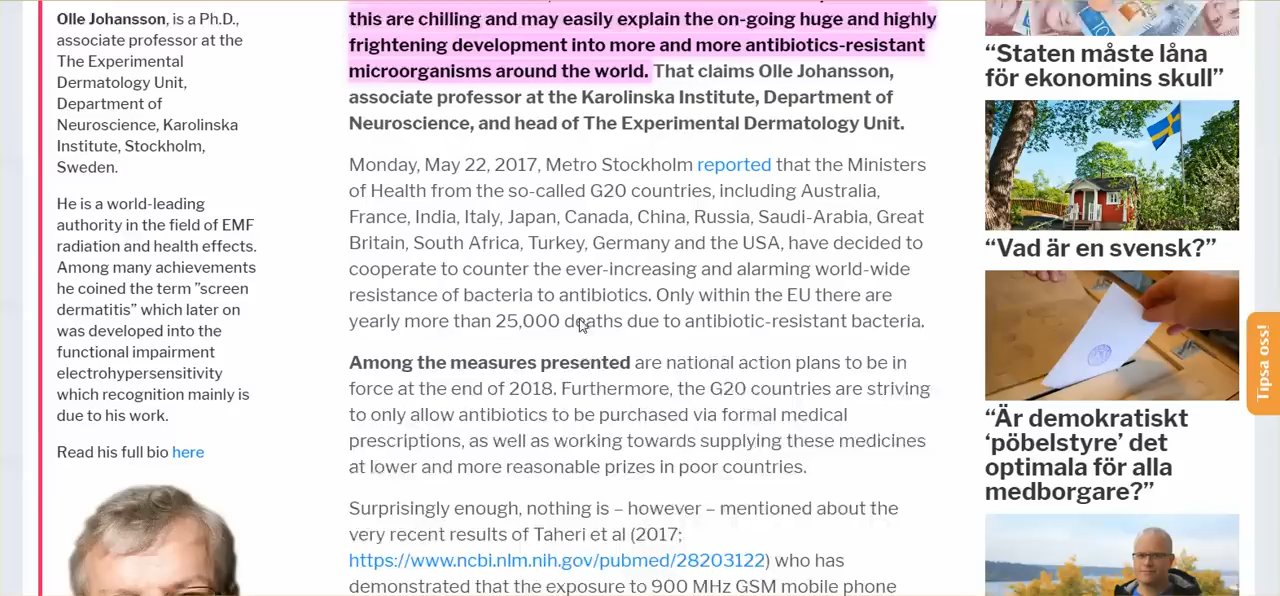 Olle Johansson, is a Ph.D.,
associate professor at the
The Experimental
Dermatology Unit,
Department of
Neuroscience, Karolinska
Institute, Stockholm,
Sweden.
He is a world-leading
authority in the field of EMF
radiation and health effects.
Among many achievements
he coined the term ”screen
dermatitis” which later on
was developed into the
functional impairment
electrohypersensitivity
which recognition mainly is
due to his work.
Read his full bio here
this are chilling and may easily explain the on-going huge and highly
frightening development into more and more antibiotics-resistant
microorganisms around the world. That claims Olle Johansson,
associate professor at the Karolinska Institute, Department of
Neuroscience, and head of The Experimental Dermatology Unit.
Monday, May 22, 2017, Metro Stockholm reported that the Ministers
of Health from the so-called G20 countries, including Australia,
France, India, Italy, Japan, Canada, China, Russia, Saudi-Arabia, Great
Britain, South Africa, Turkey, Germany and the USA, have decided to
cooperate to counter the ever-increasing and alarming world-wide
resistance of bacteria to antibiotics. Only within the EU there are
yearly more than 25,000 deaths due to antibiotic-resistant bacteria.
Among the measures presented are national action plans to be in
force at the end of 2018. Furthermore, the G20 countries are striving
to only allow antibiotics to be purchased via formal medical
prescriptions, as well as working towards supplying these medicines
at lower and more reasonable prizes in poor countries.
Surprisingly enough, nothing is – however – mentioned about the
very recent results of Taheri et al (2017;
https://www.ncbi.nlm.nih.gov/pubmed/28203122) who has
demonstrated that the exposure to 900 MHz GSM mobile phone
“Staten måste låna
för ekonomins skull”
“Vad är en svensk?”
“Är demokratiskt
‘pöbelstyre’ det
optimala för alla
medborgare?”
Tipsa oss!